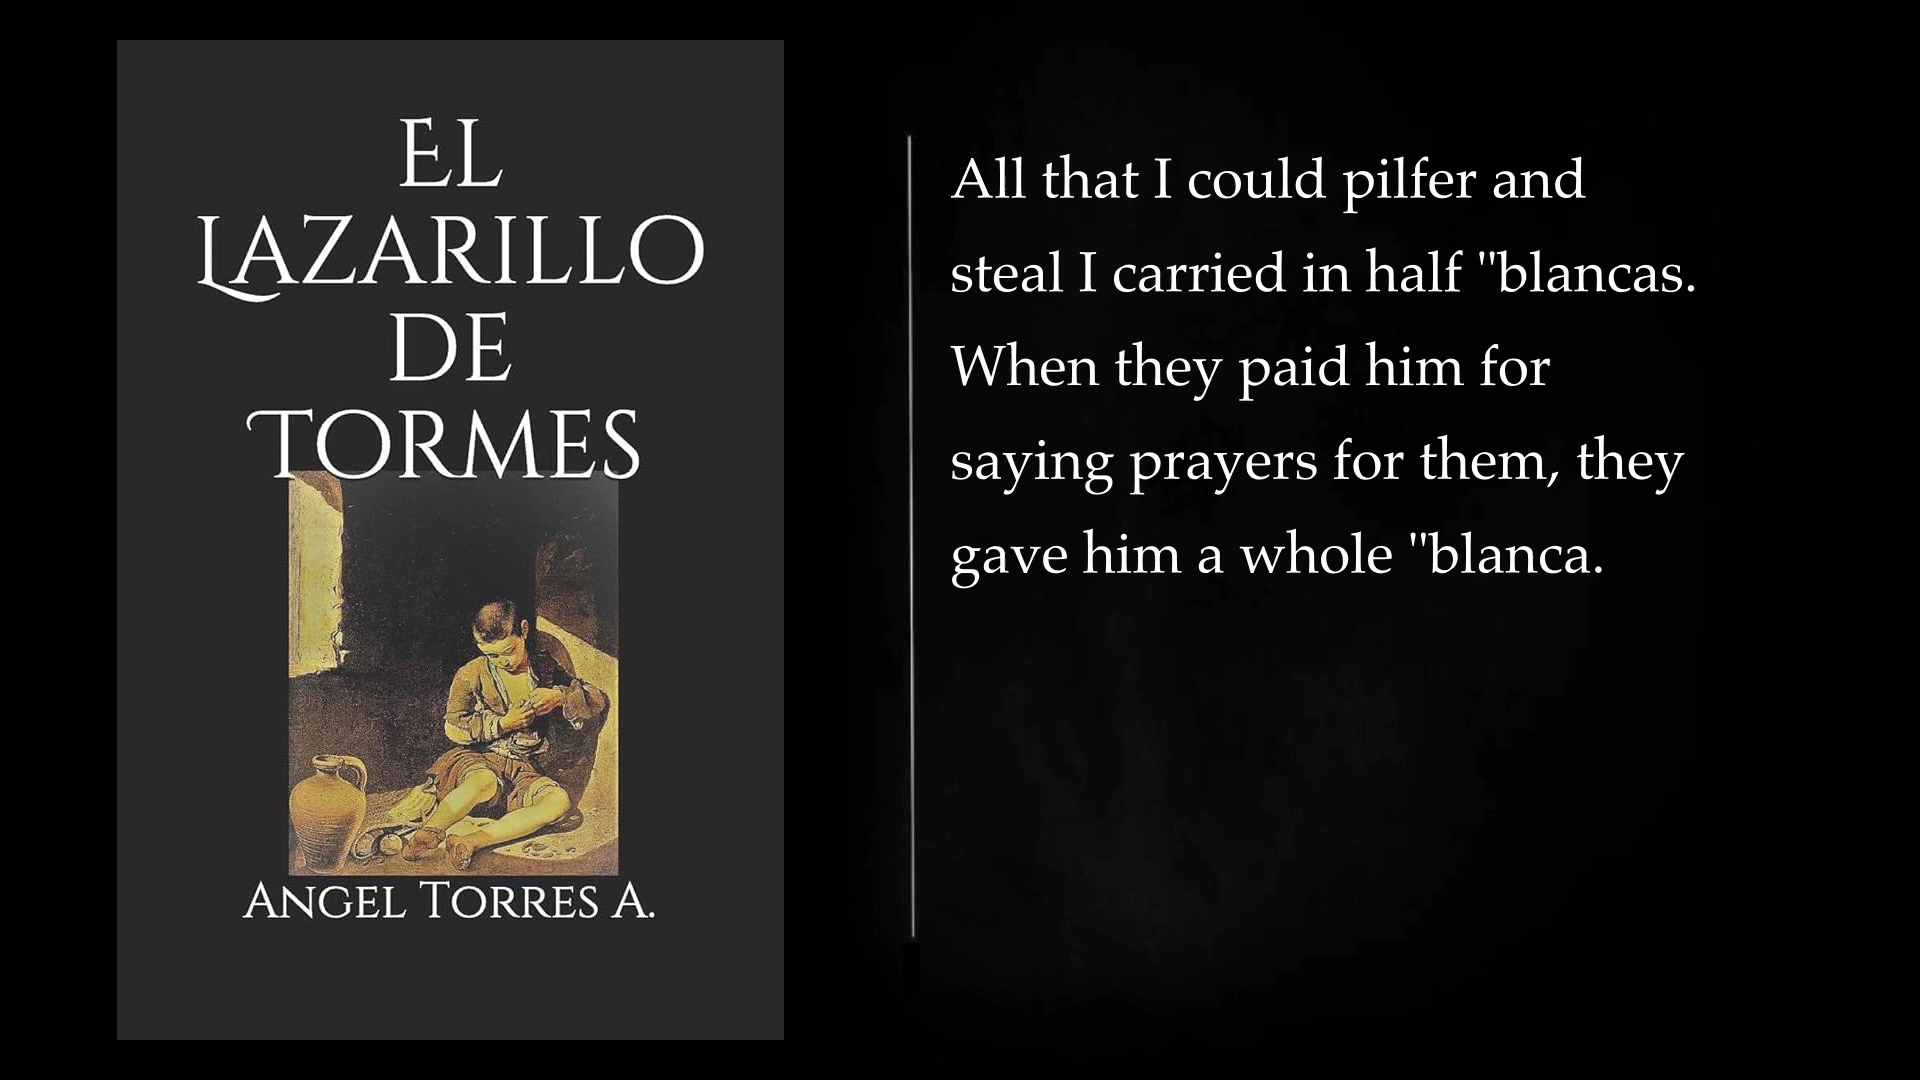 EL
LAZARILLO
DE
TORMES
ANGEL TORRES A.
All that I could pilfer and
steal I carried in half "blancas.
When they paid him for
saying prayers for them, they
gave him a whole "blanca.